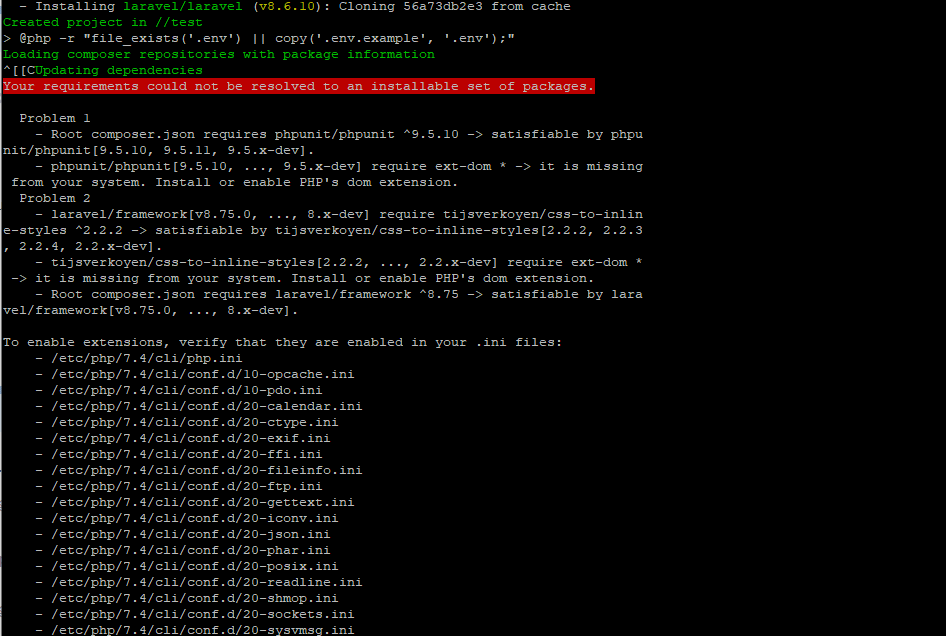 - Installing laravel/laravel (v8.6.10): Cloning 56a73db2e3 from cache
Created project in //test
> @php -r "file_exists('.env') || copy('.env.example', '.env');"
Loading composer repositories with package information
^[[CUpdating dependencies
Your requirements could not be resolved to an installable set of packages.
Problem 1
- Root composer.json requires phpunit/phpunit ^9.5.10 -> satisfiable by phpu
nit/phpunit[9.5.10, 9.5.11, 9.5.x-dev].
- phpunit/phpunit[9.5.10, ..., 9.5.x-dev] require ext-dom * -> it is missing
from your system. Install or enable PHP's dom extension.
Problem 2
- laravel/framework[v8.75.0, ..., 8.x-dev] require tijsverkoyen/css-to-inlin
e-styles ^2.2.2 -> satisfiable by tijsverkoyen/css-to-inline-styles[2.2.2, 2.2.3
, 2.2.4, 2.2.x-dev].
- tijsverkoyen/css-to-inline-styles[2.2.2, ..., 2.2.x-dev] require ext-dom *
-> it is missing from your system. Install or enable PHP's dom extension.
- Root composer.json requires laravel/framework ^8.75 -> satisfiable by lara
vel/framework[v8.75.0, ..., 8.x-dev].
To enable extensions, verify that they are enabled in your .ini files:
- /etc/php/7.4/cli/php.ini
- /etc/php/7.4/cli/conf.d/10-opcache.ini
- /etc/php/7.4/cli/conf.d/10-pdo.ini
- /etc/php/7.4/cli/conf.d/20-calendar.ini
- /etc/php/7.4/cli/conf.d/20-ctype.ini
- /etc/php/7.4/cli/conf.d/20-exif.ini
- /etc/php/7.4/cli/conf.d/20-ffi.ini
- /etc/php/7.4/cli/conf.d/20-fileinfo.ini
- /etc/php/7.4/cli/conf.d/20-ftp.ini
- /etc/php/7.4/cli/conf.d/20-gettext.ini
- /etc/php/7.4/cli/conf.d/20-iconv.ini
- /etc/php/7.4/cli/conf.d/20-json.ini
- /etc/php/7.4/cli/conf.d/20-phar.ini
- /etc/php/7.4/cli/conf.d/20-posix.ini
- /etc/php/7.4/cli/conf.d/20-readline.ini
- /etc/php/7.4/cli/conf.d/20-shmop.ini
- /etc/php/7.4/cli/conf.d/20-sockets.ini
- /etc/php/7.4/cli/conf.d/20-sysvmsg.ini